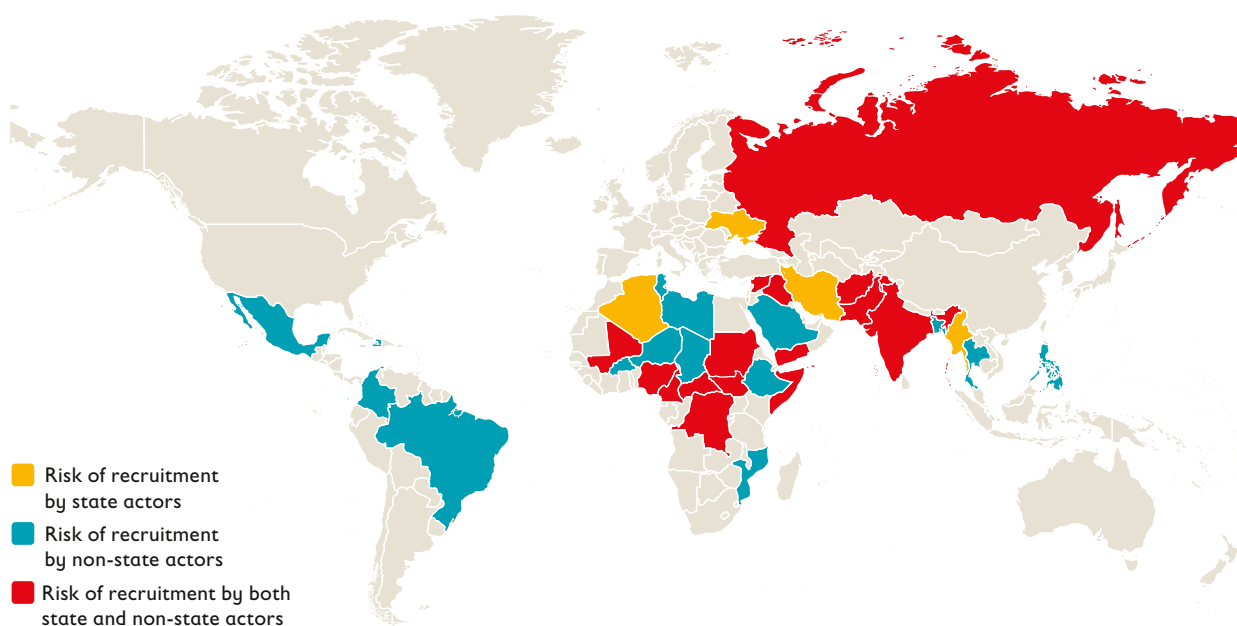 Risk of recruitment
by state actors
Risk of recruitment
by non-state actors
Risk of recruitment by both
state and non-state actors